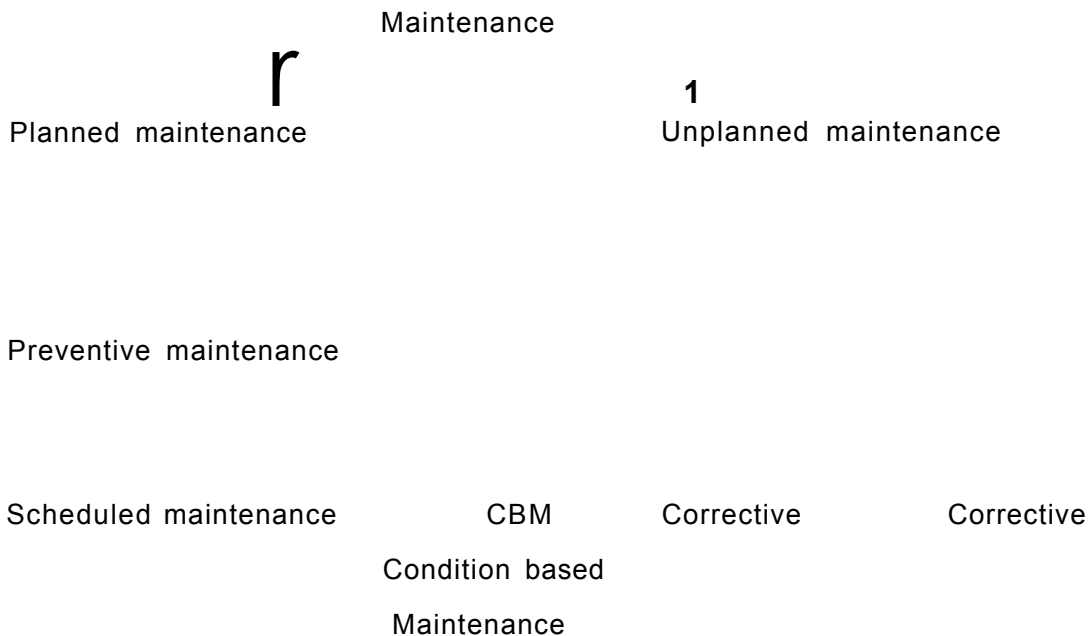 Maintenance
r
1
Planned maintenance Unplanned maintenance
Preventive maintenance
Scheduled maintenance CBM Corrective Corrective
Condition based
Maintenance